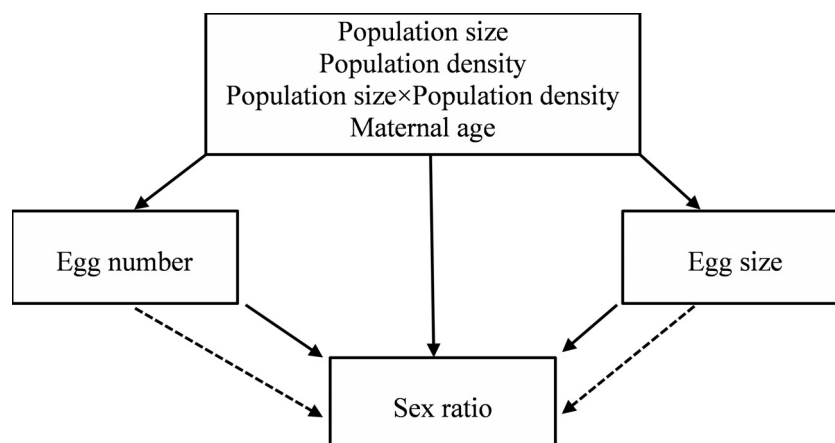 Population size
Population density
Population size×Population density
Maternal age
Egg number
Egg size
Sex ratio